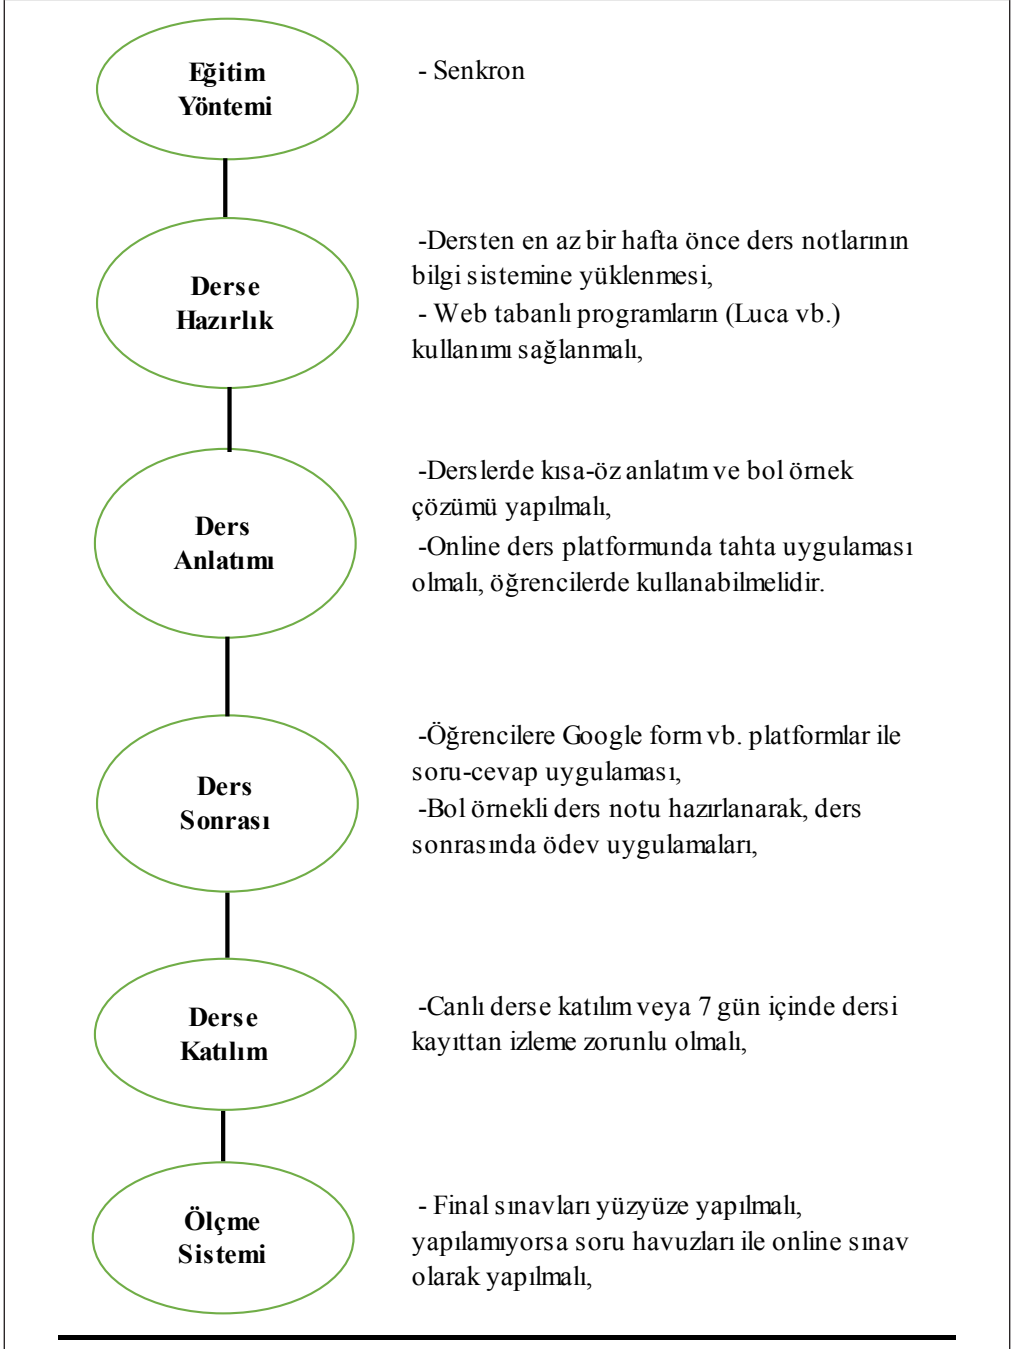 Eğitim
Yöntemi
- Senkron
Derse
Hazırlık
-Dersten en az bir hafta önce ders notlarının
bilgi sistemine yüklenmesi,
- Web tabanlı programların (Luca vb.)
kullanımı sağlanmalı,
Ders
Anlatımı
-Derslerde kısa-öz anlatım ve bol örnek
çözümü yapılmalı,
-Online ders platformunda tahta uygulaması
olmalı, öğrencilerde kullanabilmelidir.
Ders
Sonrası
-Öğrencilere Google form vb. platformlar ile
soru-cevap uygulaması,
-Bol örnekli ders notu hazırlanarak, ders
sonrasında ödev uygulamaları,
Derse
Katılım
-Canlı derse katılım veya 7 gün içinde dersi
kayıttan izleme zorunlu olmalı,
Ölçme
Sistemi
- Final sınavları yüzyüze yapılmalı,
yapılamıyorsa soru havuzları ile online sınav
olarak yapılmalı,